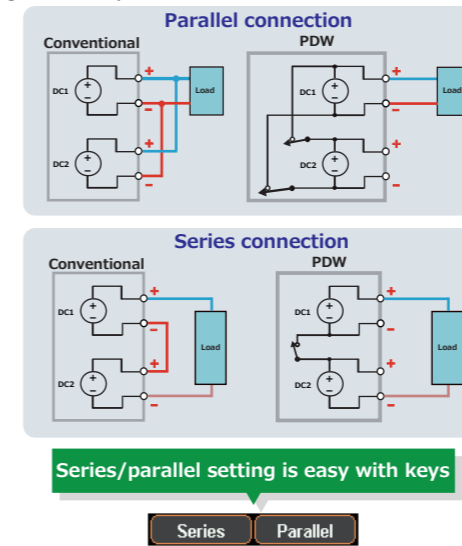 Parallel connection
Conventional
PDW
DC1
+
−
+
−
Load
DC2
+
−
+
−
DC1
+
−
+
−
Load
DC2
+
−
+
−
Series connection
Conventional
PDW
DC1
+
−
+
−
Load
DC2
+
−
+
−
DC1
+
−
+
−
Load
DC2
+
−
+
−
Series/parallel setting is easy with keys
Series
Parallel